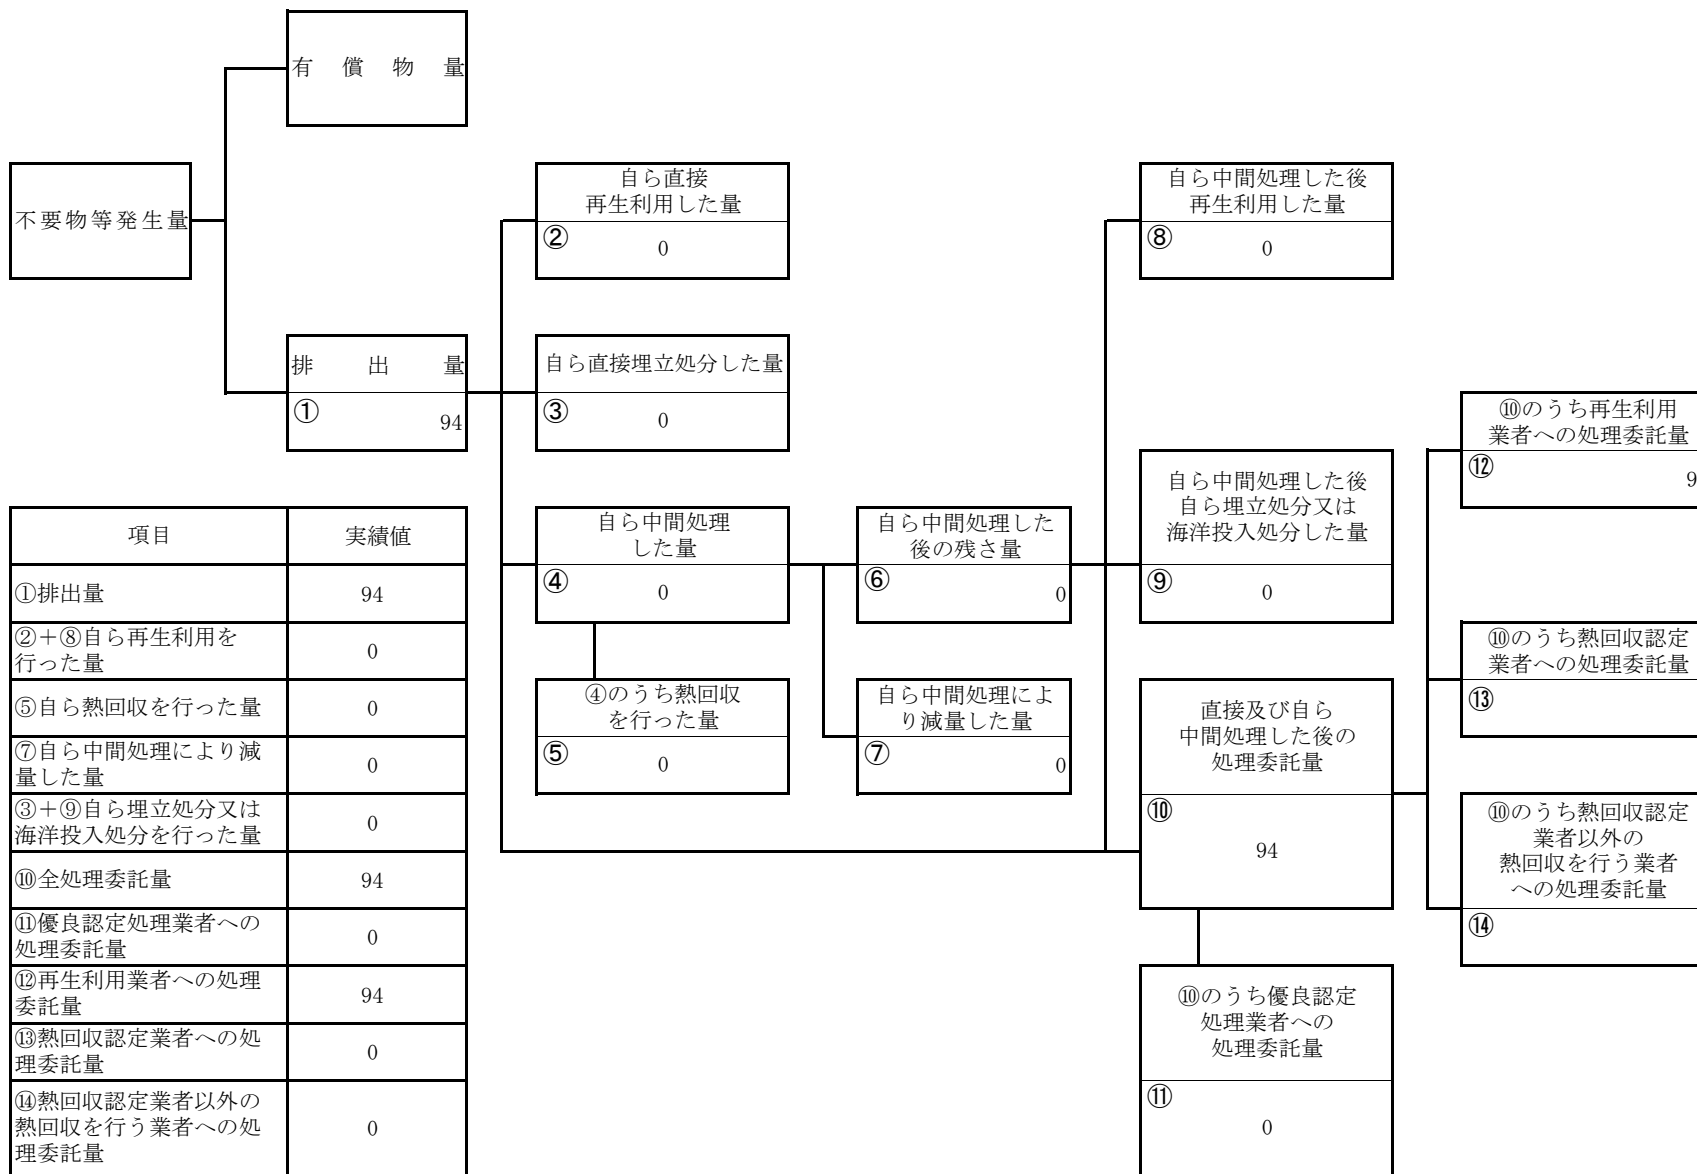 有償物量
不要物等発生量
自ら直接
再生利用した量
②
0
自ら中間処理した後
再生利用した量
⑧
0
排出量
①
94
自ら直接埋立処分した量
③
0
⑩のうち再生利用
業者への処理委託量
⑫
9
自ら中間処理した後
自ら埋立処分又は
海洋投入処分した量
⑨
0
自ら中間処理
した量
④
0
自ら中間処理した
後の残さ量
⑥
0
⑩のうち熱回収認定
業者への処理委託量
⑬
④のうち熱回収
を行った量
⑤
0
自ら中間処理によ
り減量した量
⑦
0
直接及び自ら
中間処理した後の
処理委託量
⑩
94
⑩のうち熱回収認定
業者以外の
熱回収を行う業者
への処理委託量
⑭
⑩のうち優良認定
処理業者への
処理委託量
⑪
0
項目 実績値
①排出量 94
②＋⑧自ら再生利用を
行った量 0
⑤自ら熱回収を行った量 0
⑦自ら中間処理により減
量した量 0
③＋⑨自ら埋立処分又は
海洋投入処分を行った量 0
⑩全処理委託量 94
⑪優良認定処理業者への
処理委託量 0
⑫再生利用業者への処理
委託量 94
⑬熱回収認定業者への処
理委託量 0
⑭熱回収認定業者以外の
熱回収を行う業者への処
理委託量 0